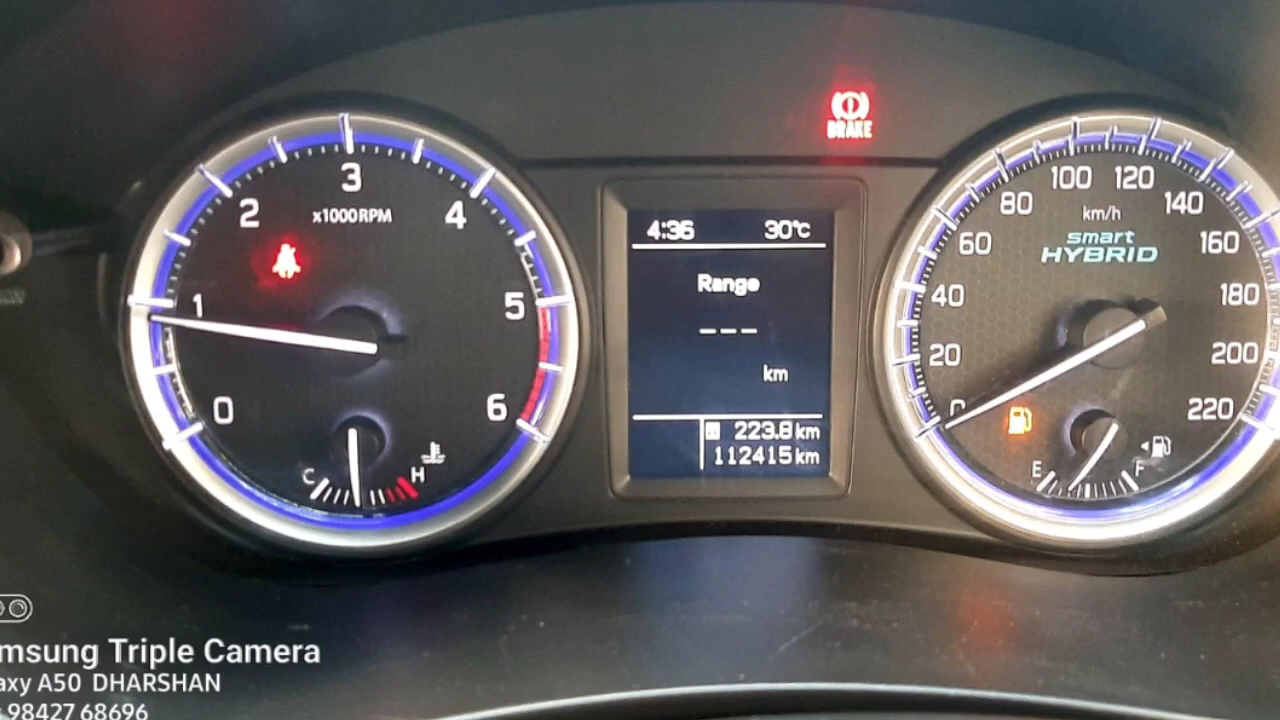 BRAKE
3
2
4
x1000RPM
1
5
0
6
C
H
4:36 30°C
Range
---
km
223.8 km
112415 km
100 120
80
140
km/h
60
smart
HYBRID
160
40
180
20
200
0
220
E
F
msung Triple Camera
axy A50 DHARSHAN
98427 68696